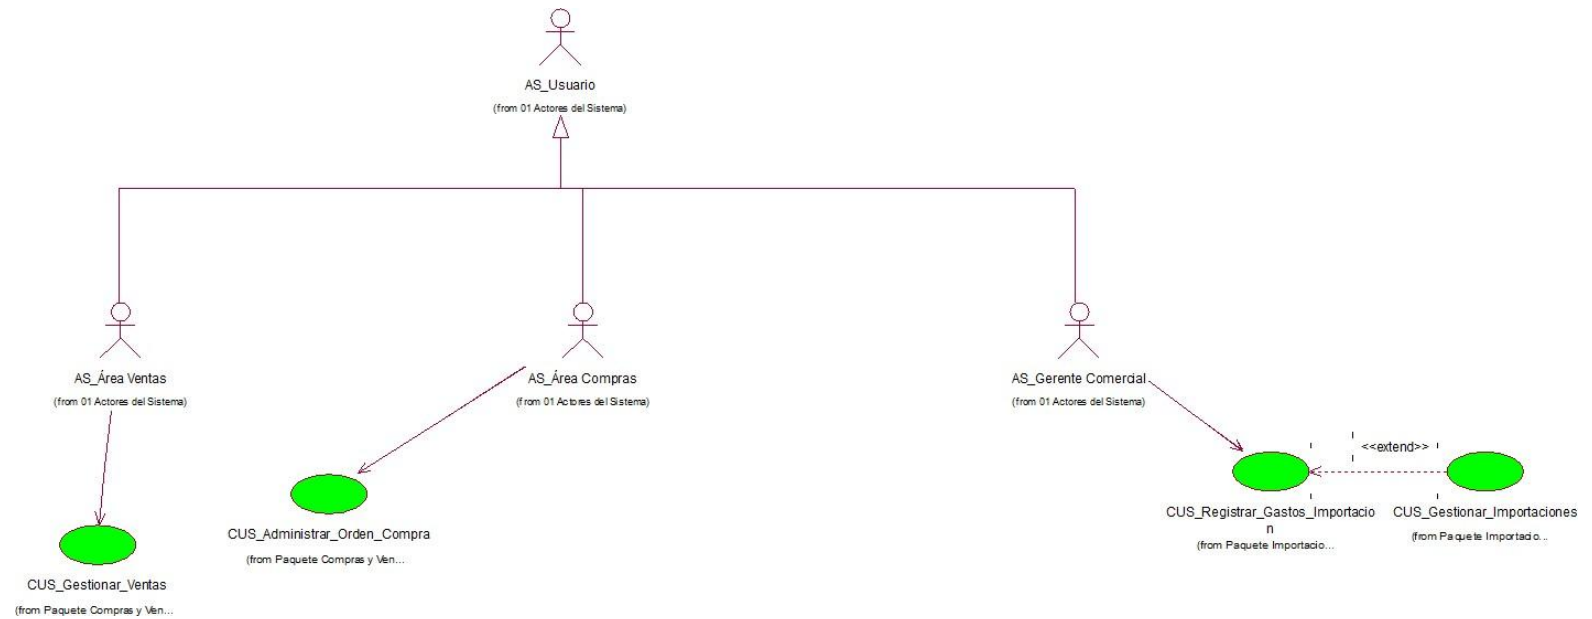 AS_Usuario
(from 01 Actores del Sistema)
AS_Área Ventas
(from 01 Actores del Sistema)
AS_Área Compras
(from 01 Actores del Sistema)
AS_Gerente Comercial
(from 01 Actores del Sistema)
<<extend>>
CUS_Registrar_Gastos_Importacio
n
(from Paquete Importacio...
CUS_Gestionar_Importaciones
(from Paquete Importacio...
CUS_Administrar_Orden_Compra
(from Paquete Compras y Ven...
CUS_Gestionar_Ventas
(from Paquete Compras y Ven...